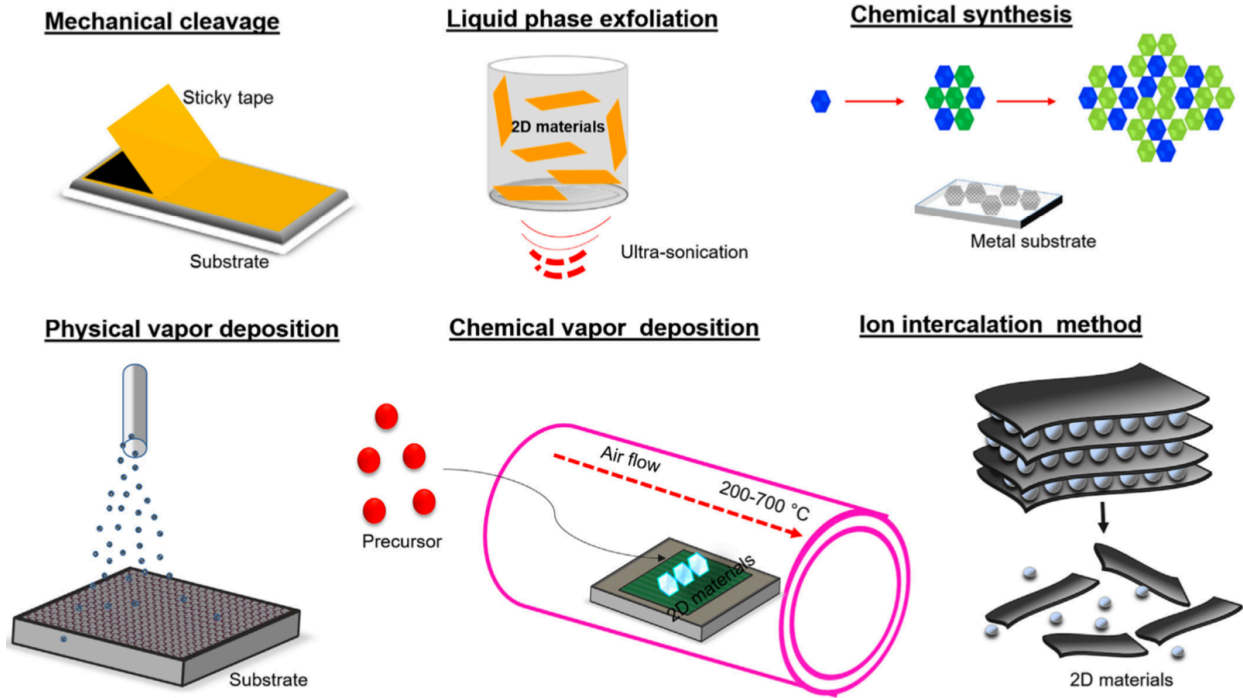 Mechanical cleavage
Sticky tape
Substrate
Liquid phase exfoliation
2D materials
Ultra-sonication
Chemical synthesis
Metal substrate
Physical vapor deposition
Substrate
Chemical vapor deposition
Precursor
Air flow
200-700 °C
2D materials
Ion intercalation method
2D materials